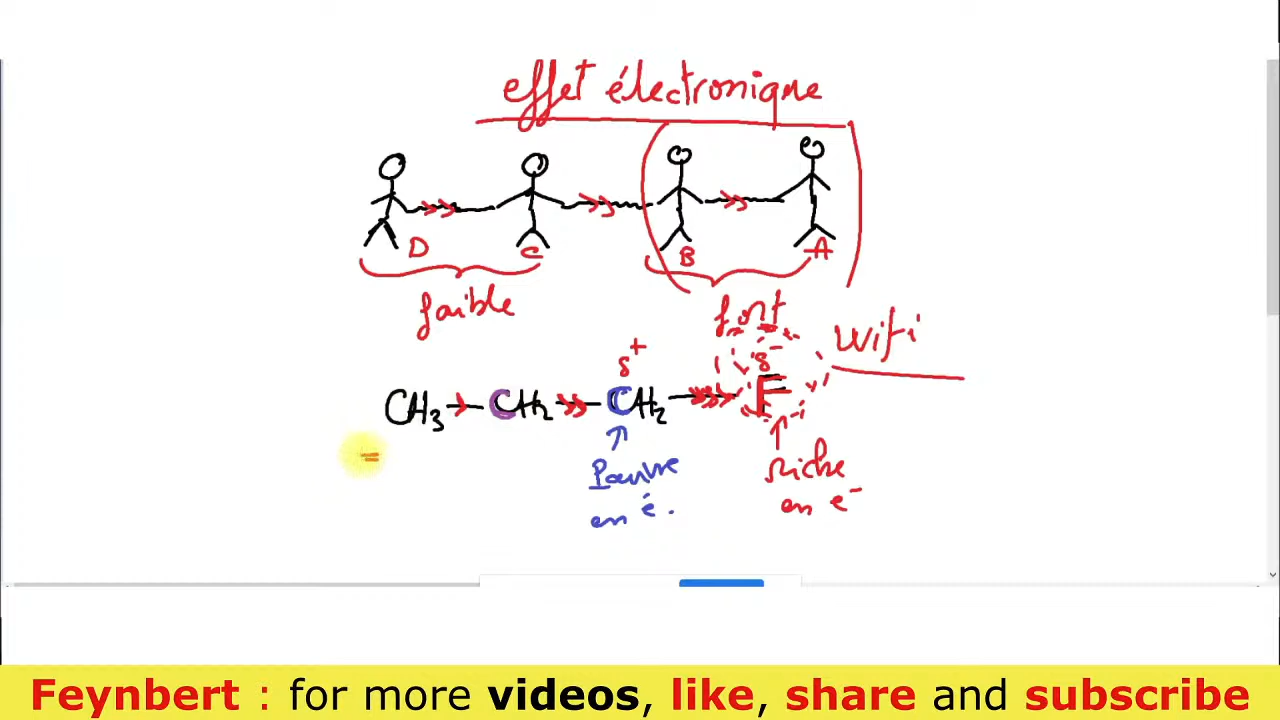 effet électronique
D C B A
faible fort
wifi
δ+ δ-
CH3 CH2 CH2 F
=
Pauvre riche
en é. en e-
Feynbert : for more videos, like, share and subscribe